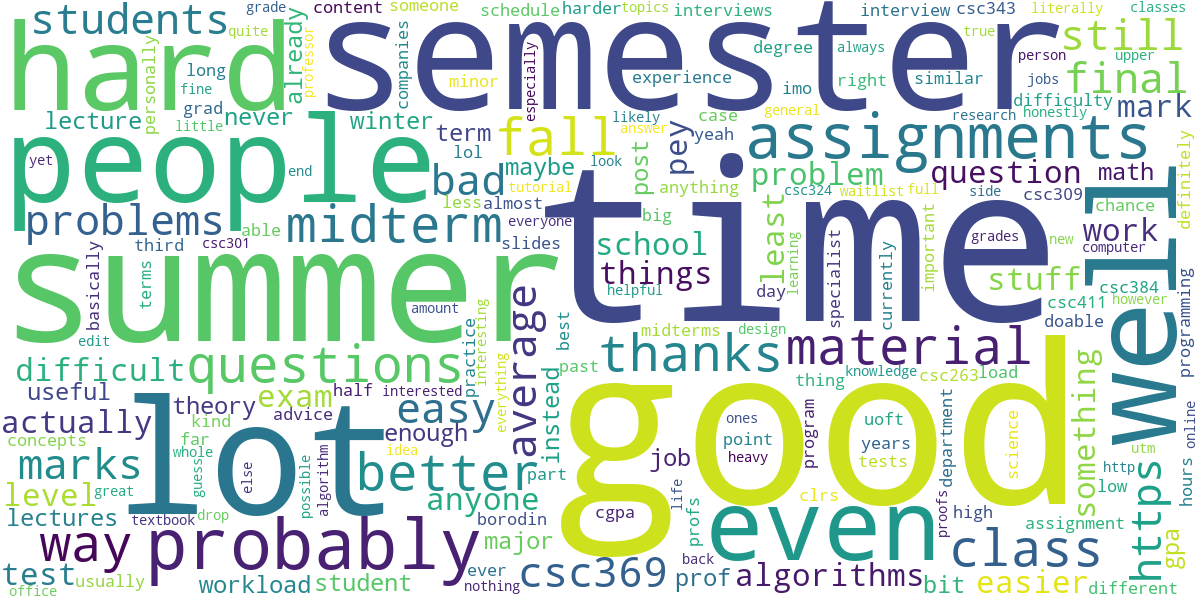 students
grade
quite
content
someone
schedule
harder
topics
interviews
interview
csc343
literally
classes
hard
semester
still
professor
personally
already
companies
minor
especially
experience
degree
always
imo
right
similar
true
person
jobs
upper
final
long
fine
grad
little
lecture
never
winter
term
lol
fall
likely
answer
yeah
case
general
research
difficulty
honestly
mark
people
yet
end
bad
maybe
look
post
pey
assignments
problem
question
math
definitely
tutorial
anything
csc324
waitlist
full
side
csc309
chance
less
almost
everyone
problems
able
midterm
time
big
least
well
work
computer
third
csc301
slides
school
things
helpful
day
learning
specialist
currently
important
grades
new
stuff
csc384
csc411
however
doable
basically
terms
summer
amount
edit
average
practice
interesting
best
midterms
design
programming
difficult
questions
thanks
material
past
thing
knowledge
csc263
load
something
useful
theory
exam
half
interested
advice
easy
everything
instead
good
actually
kind
lot
enough
idea
concepts
far
whole
guess
else
possible
algorithm
better
job
ones
point
heavy
program
uoft
years
tests
department
science
https
http
utm
online
hours
low
marks
level
great
drop
textbook
anyone
part
cgpa
life
profs
clrs
even
proofs
high
assignment
gpa
lectures
way
probably
borodin
major
back
class
test
usually
office
workload
student
ever
nothing
csc369
prof
algorithms
bit
easier
different